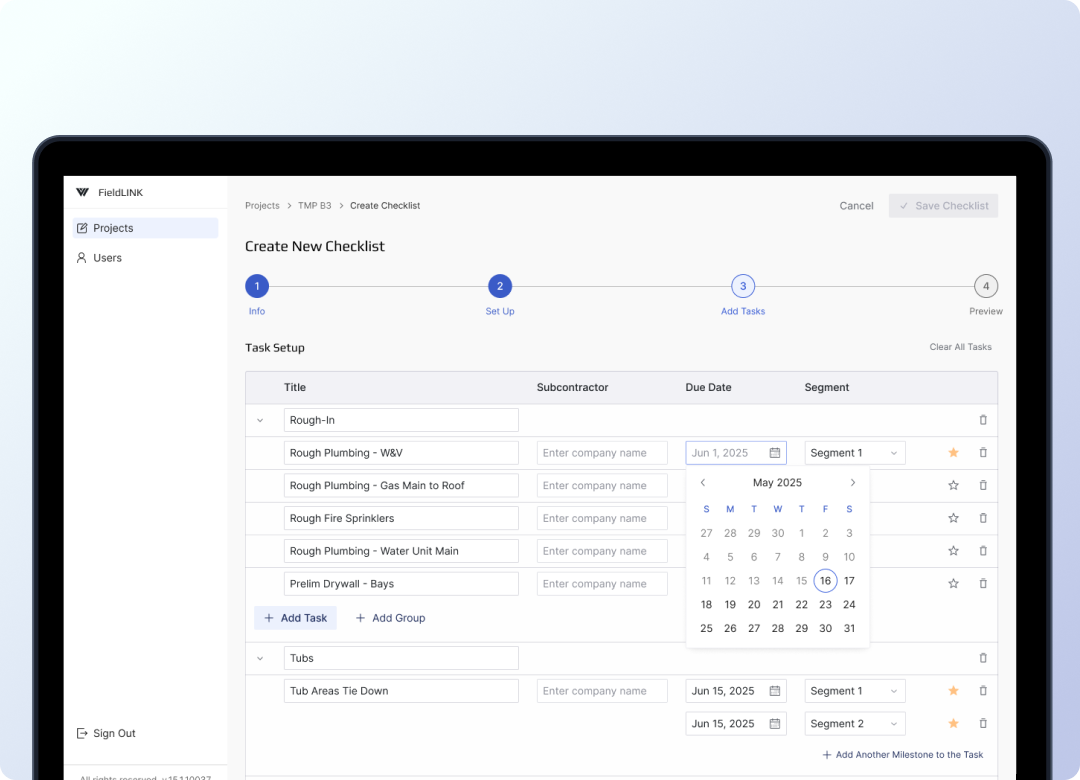 FieldLINK
Projects
Users
Sign Out
All rights reserved. v.15.1.10037
Projects > TMP B3 > Create Checklist
Cancel
Save Checklist
Create New Checklist
1 2 3 4
Info Set Up Add Tasks Preview
Task Setup
Clear All Tasks
Title Subcontractor Due Date Segment
Rough-In
Rough Plumbing - W&V Enter company name Jun 1, 2025 Segment 1
Rough Plumbing - Gas Main to Roof Enter company name
Rough Fire Sprinklers Enter company name
Rough Plumbing - Water Unit Main Enter company name
Prelim Drywall - Bays Enter company name
May 2025
S M T W T F S
27 28 29 30 1 2 3
4 5 6 7 8 9 10
11 12 13 14 15 16 17
18 19 20 21 22 23 24
25 26 27 28 29 30 31
+ Add Task + Add Group
Tubs
Tub Areas Tie Down Enter company name Jun 15, 2025 Segment 1
Jun 15, 2025 Segment 2
+ Add Another Milestone to the Task